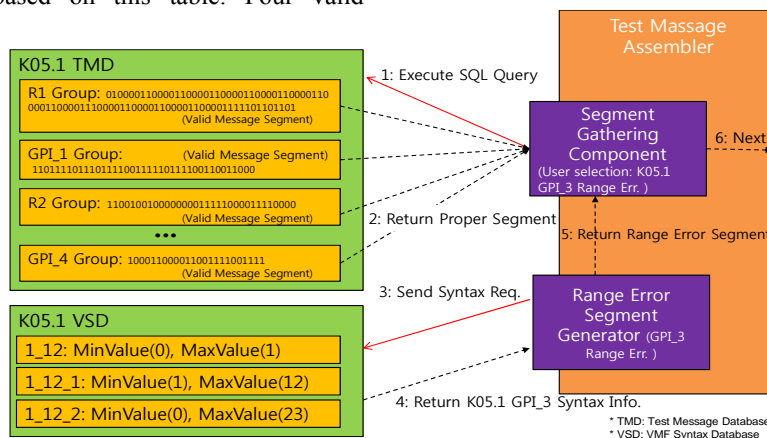 based on this table. Four valid
Test Massage
Assembler
K05.1 TMD
R1 Group: 010000110000110000110000110000110000110
000110000111000011000011000011000011111101101101
(Valid Message Segment)
GPI_1 Group: (Valid Message Segment)
110111101110111100111110111100110011000
R2 Group: 11001001000000001111100001110000
(Valid Message Segment)
•••
GPI_4 Group: 1000110000011001111001111
(Valid Message Segment)
1: Execute SQL Query
Segment
Gathering
Component
(User selection: K05.1
GPI_3 Range Err. )
6: Next
2: Return Proper Segment
5: Return Range Error Segment
3: Send Syntax Req.
Range Error
Segment
Generator (GPI_3
Range Err. )
K05.1 VSD
1_12: MinValue(0), MaxValue(1)
1_12_1: MinValue(1), MaxValue(12)
1_12_2: MinValue(0), MaxValue(23)
4: Return K05.1 GPI_3 Syntax Info.
* TMD: Test Message Database
* VSD: VMF Syntax Database